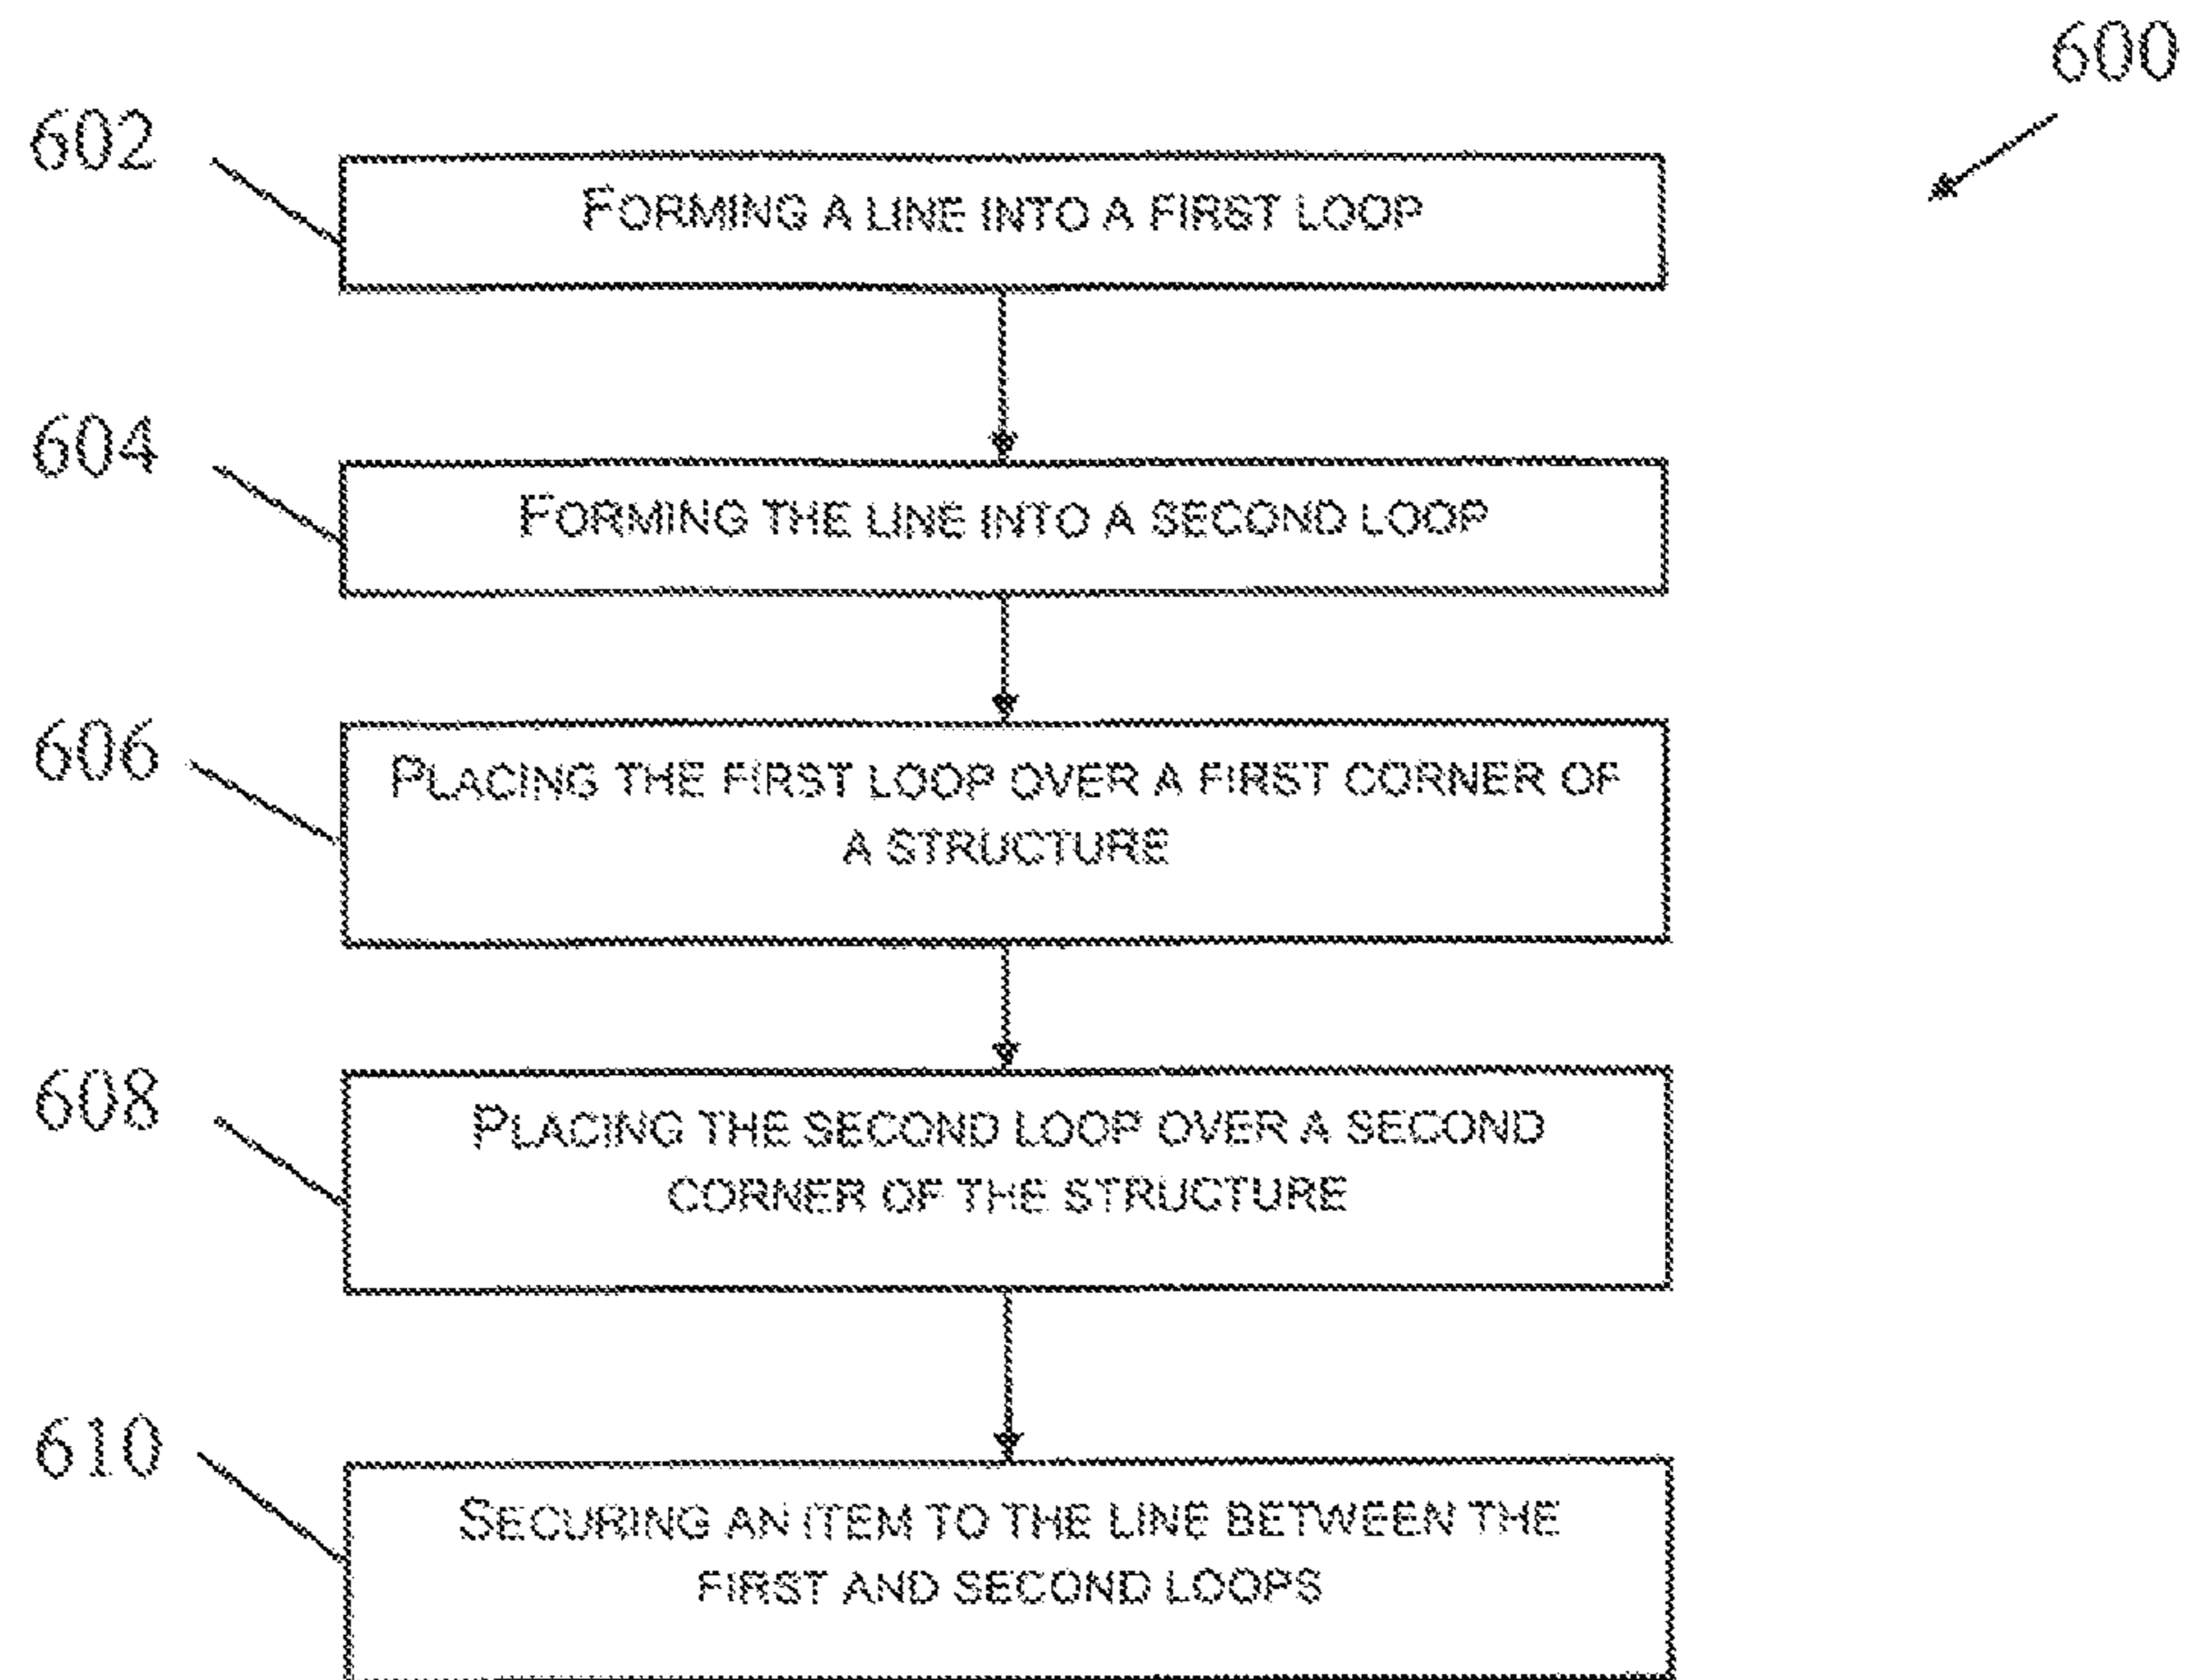 600
602
FORMING A LINE INTO A FIRST LOOP
604
FORMING THE LINE INTO A SECOND LOOP
606
PLACING THE FIRST LOOP OVER A FIRST CORNER OF
A STRUCTURE
608
PLACING THE SECOND LOOP OVER A SECOND
CORNER OF THE STRUCTURE
610
SECURING AN ITEM TO THE LINE BETWEEN THE
FIRST AND SECOND LOOPS